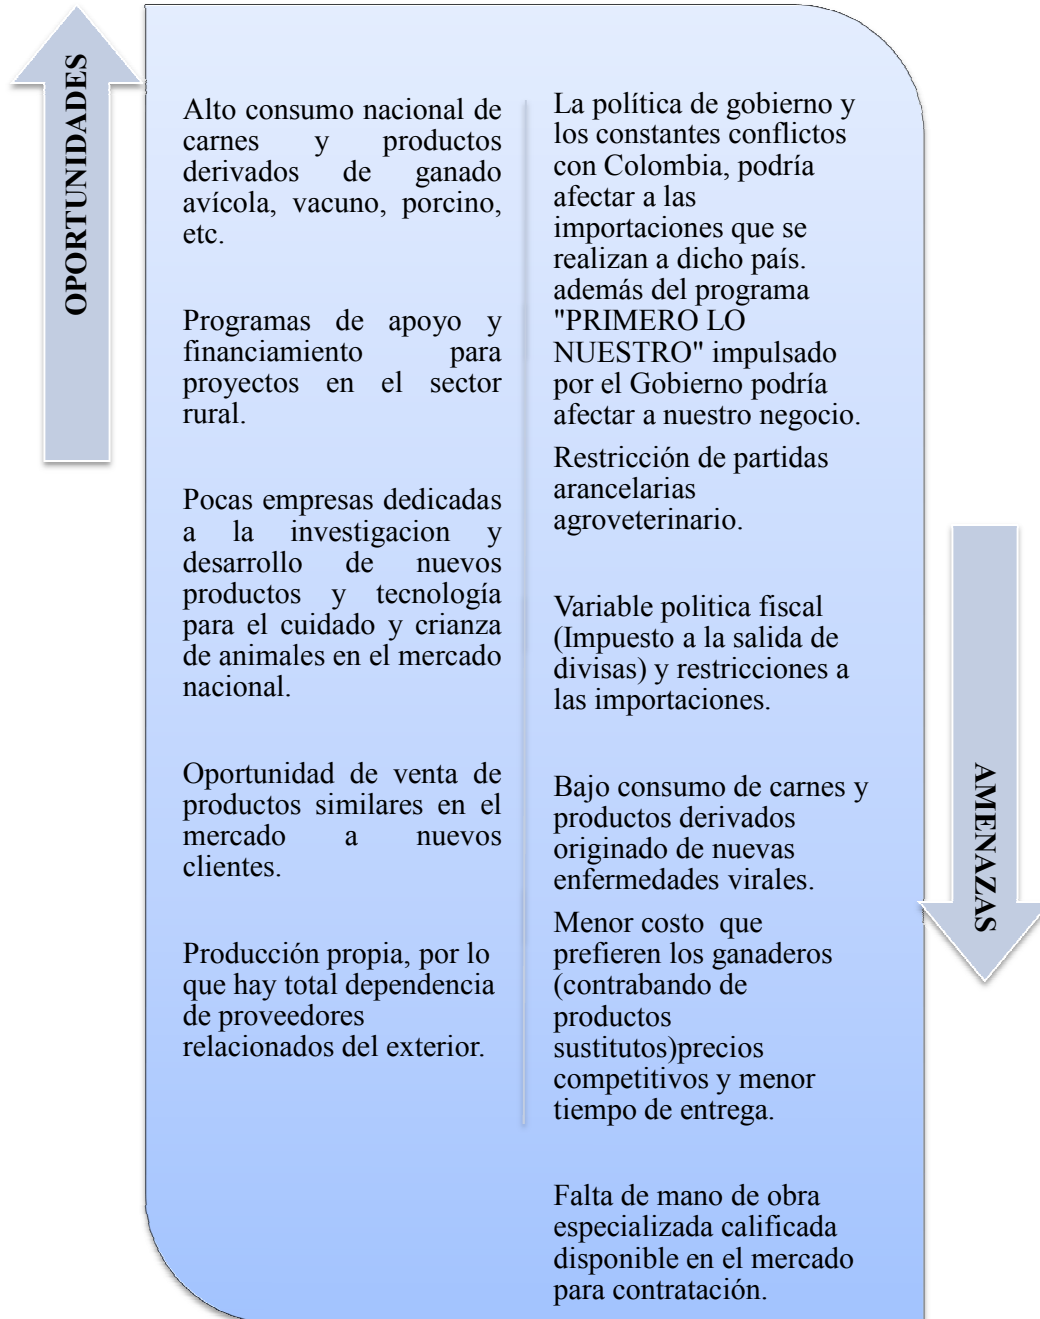 OPORTUNIDADES
Alto consumo nacional de
carnes y productos
derivados de ganado
avícola, vacuno, porcino,
etc.
Programas de apoyo y
financiamiento para
proyectos en el sector
rural.
Pocas empresas dedicadas
a la investigacion y
desarrollo de nuevos
productos y tecnología
para el cuidado y crianza
de animales en el mercado
nacional.
Oportunidad de venta de
productos similares en el
mercado a nuevos
clientes.
Producción propia, por lo
que hay total dependencia
de proveedores
relacionados del exterior.
La política de gobierno y
los constantes conflictos
con Colombia, podría
afectar a las
importaciones que se
realizan a dicho país.
además del programa
"PRIMERO LO
NUESTRO" impulsado
por el Gobierno podría
afectar a nuestro negocio.
Restricción de partidas
arancelarias
agroveterinario.
Variable politica fiscal
(Impuesto a la salida de
divisas) y restricciones a
las importaciones.
Bajo consumo de carnes y
productos derivados
originado de nuevas
enfermedades virales.
Menor costo  que
prefieren los ganaderos
(contrabando de
productos
sustitutos)precios
competitivos y menor
tiempo de entrega.
Falta de mano de obra
especializada calificada
disponible en el mercado
para contratación.
AMENAZAS